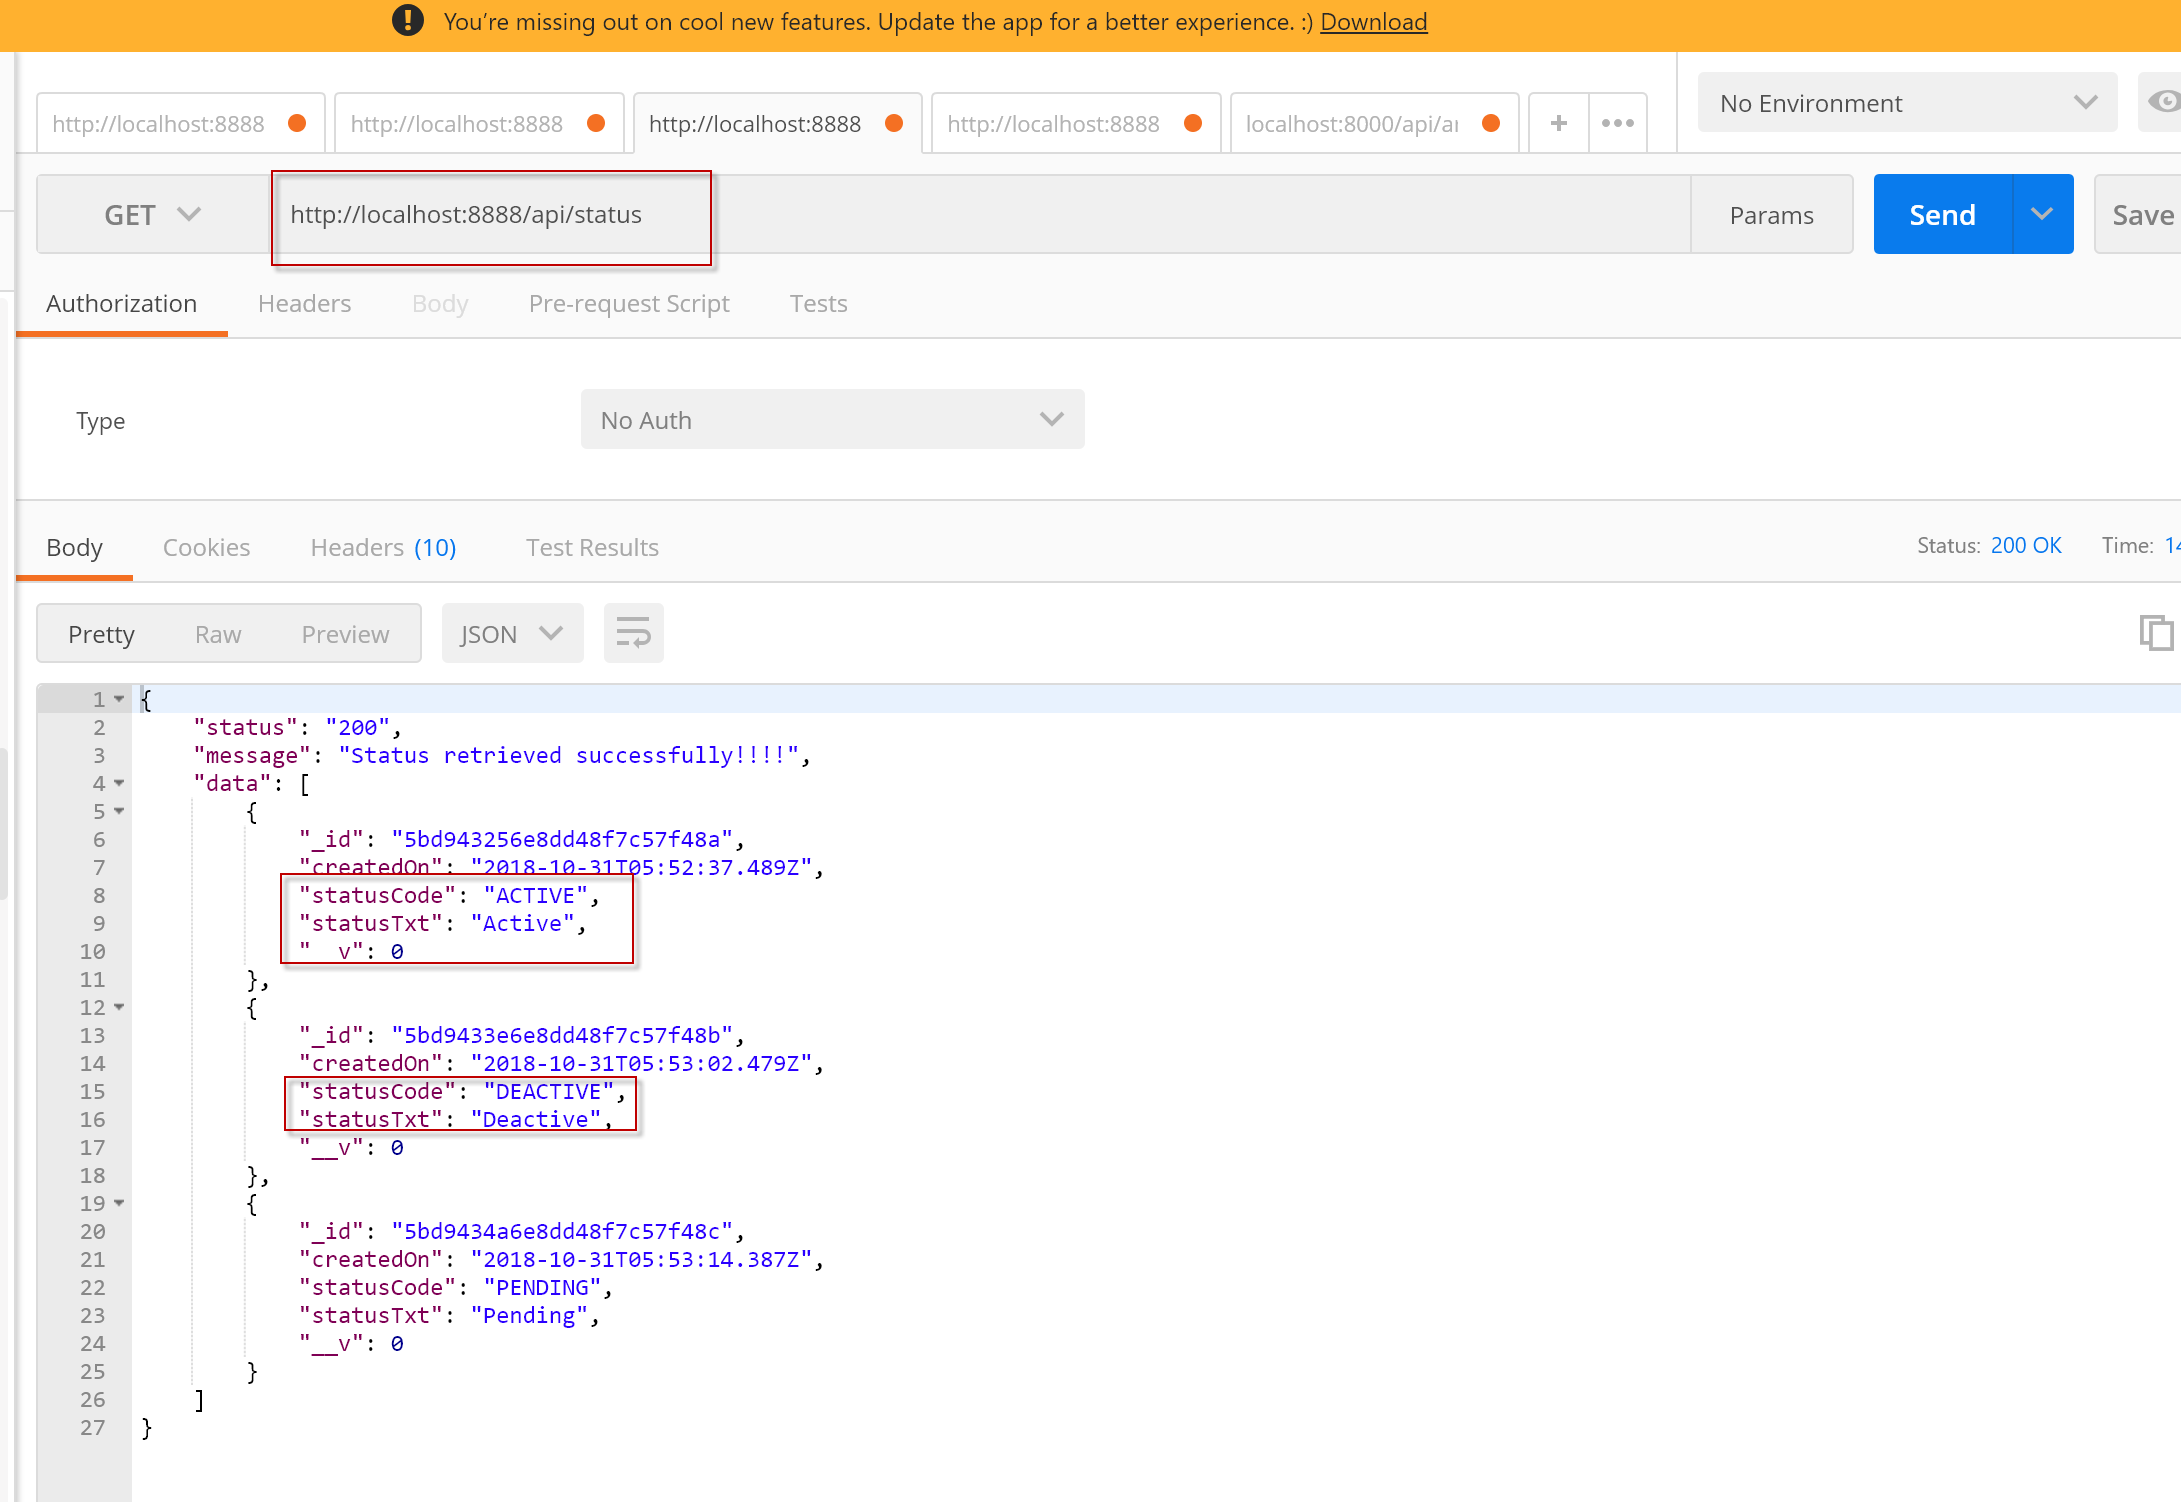 You're missing out on cool new features. Update the app for a better experience. :) Download
http://localhost:8888 http://localhost:8888 http://localhost:8888 http://localhost:8888 localhost:8000/api/ + ••• No Environment
GET http://localhost:8888/api/status Params Send Save
Authorization Headers Body Pre-request Script Tests
Type No Auth
Body Cookies Headers (10) Test Results Status: 200 OK Time: 14
Pretty Raw Preview JSON
1 {
2 "status": "200",
3 "message": "Status retrieved successfully!!!!",
4 "data": [
5 {
6 "_id": "5bd943256e8dd48f7c57f48a",
7 "createdOn": "2018-10-31T05:52:37.489Z",
8 "statusCode": "ACTIVE",
9 "statusTxt": "Active",
10 "__v": 0
11 },
12 {
13 "_id": "5bd9433e6e8dd48f7c57f48b",
14 "createdOn": "2018-10-31T05:53:02.479Z",
15 "statusCode": "DEACTIVE",
16 "statusTxt": "Deactive",
17 "__v": 0
18 },
19 {
20 "_id": "5bd9434a6e8dd48f7c57f48c",
21 "createdOn": "2018-10-31T05:53:14.387Z",
22 "statusCode": "PENDING",
23 "statusTxt": "Pending",
24 "__v": 0
25 }
26 ]
27 }